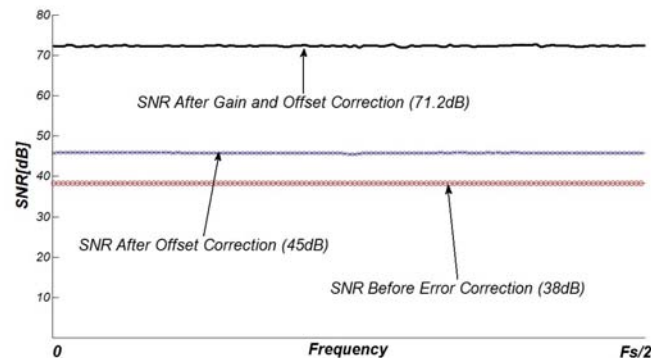 80
70
60
50
40
30
20
10
SNR[dB]
SNR After Gain and Offset Correction (71.2dB)
SNR After Offset Correction (45dB)
SNR Before Error Correction (38dB)
0
Frequency
Fs/2